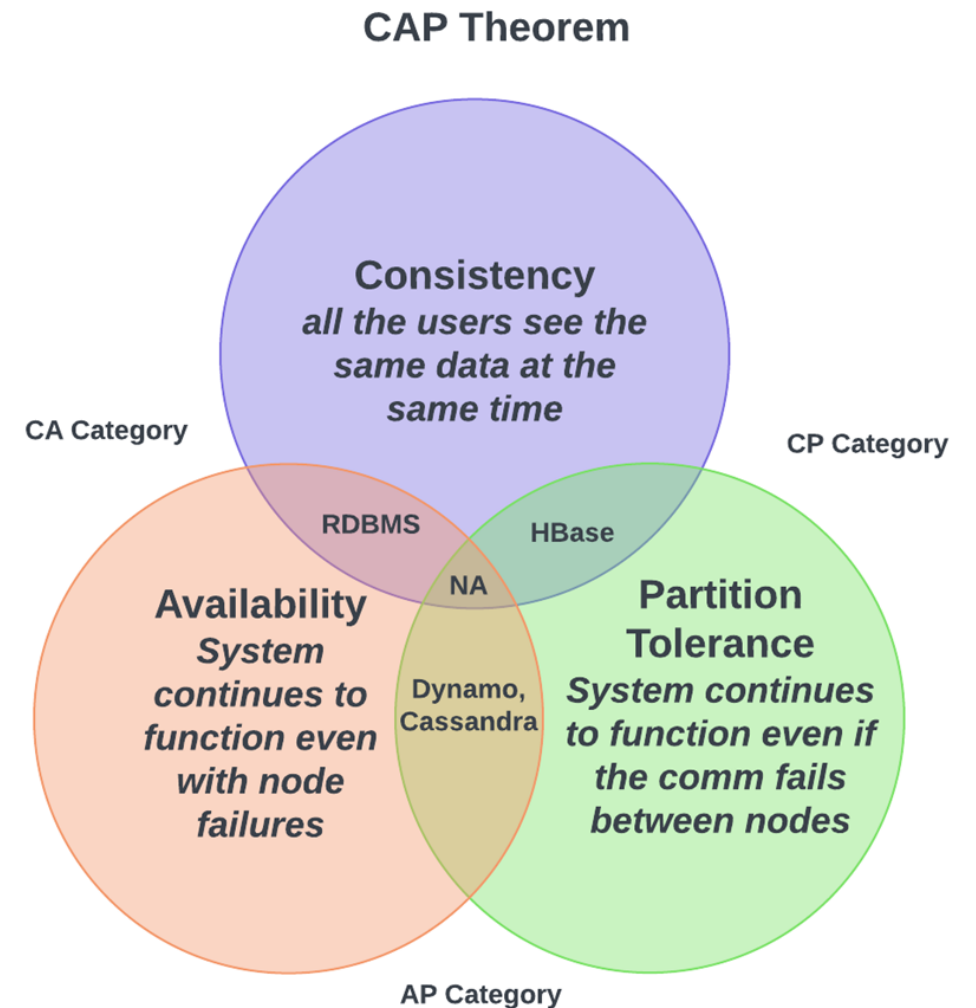 CAP Theorem
Consistency
all the users see the
same data at the
same time
CA Category
CP Category
RDBMS
HBase
NA
Availability
System
continues to
function even
with node
failures
Dynamo,
Cassandra
Partition
Tolerance
System continues
to function even if
the comm fails
between nodes
AP Category